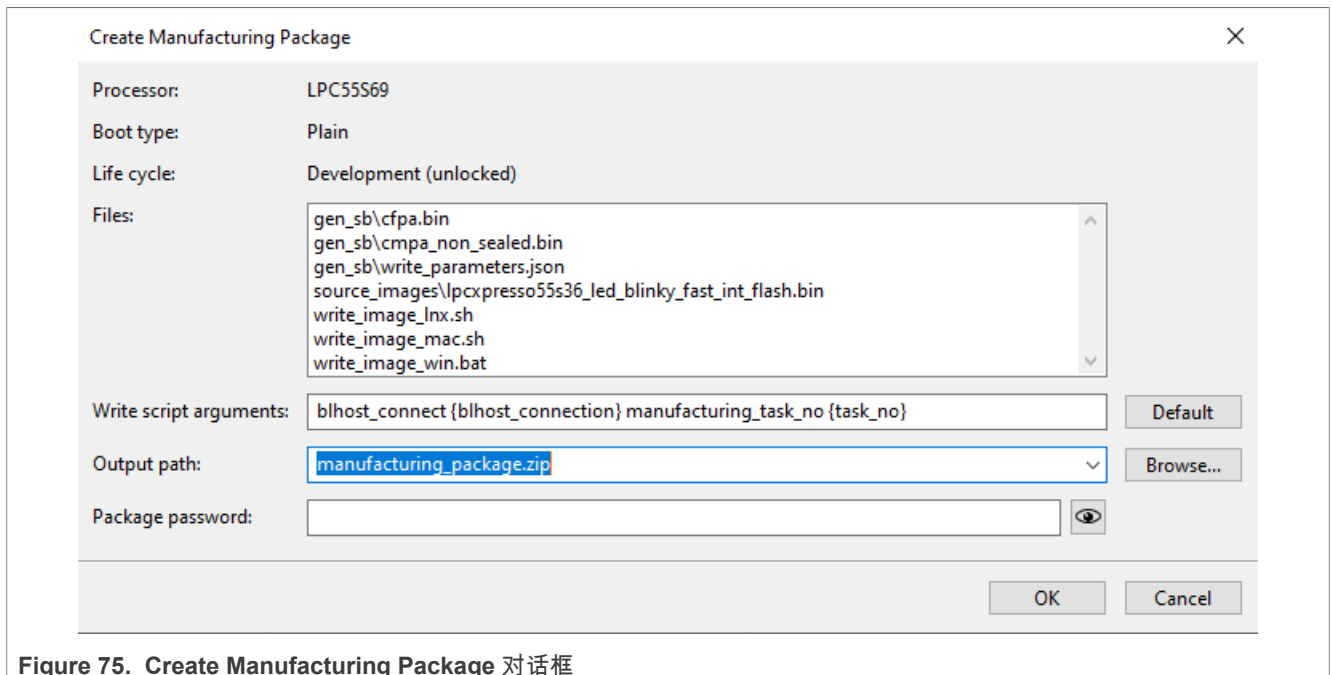 Create Manufacturing Package
Processor: LPC55S69
Boot type: Plain
Life cycle: Development (unlocked)
Files: gen_sb\cfpa.bin
gen_sb\cmpa_non_sealed.bin
gen_sb\write_parameters.json
source_images\lpcxpresso55s36_led_blinky_fast_int_flash.bin
write_image_lnx.sh
write_image_mac.sh
write_image_win.bat
Write script arguments: blhost_connect {blhost_connection} manufacturing_task_no {task_no} Default
Output path: manufacturing_package.zip Browse...
Package password:
OK Cancel
Figure 75. Create Manufacturing Package 对话框